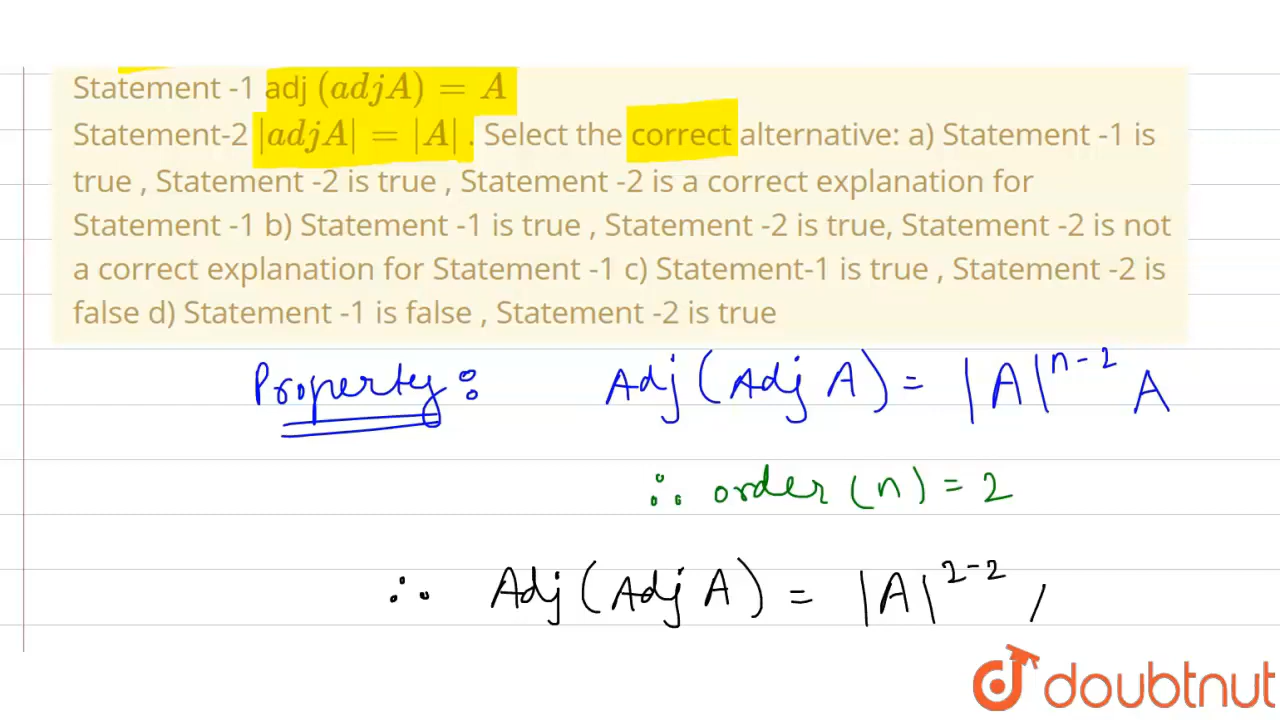 Statement -1 adj (adjA) = A
Statement-2 |adjA| = |A| . Select the correct alternative: a) Statement -1 is
true , Statement -2 is true , Statement -2 is a correct explanation for
Statement -1 b) Statement -1 is true , Statement -2 is true, Statement -2 is not
a correct explanation for Statement -1 c) Statement-1 is true , Statement -2 is
false d) Statement -1 is false , Statement -2 is true
Property: Adj (Adj A) = |A|^{n-2} A
∴ order (n) = 2
∴ Adj (Adj A) = |A|^{2-2}
doubtnut